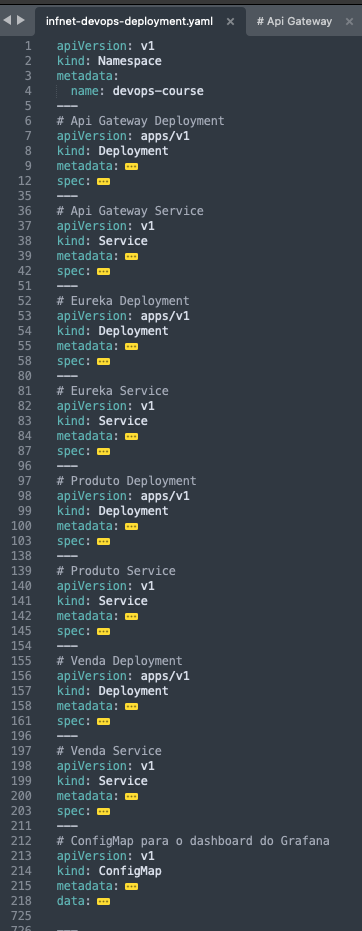 infnet-devops-deployment.yaml × # Api Gateway ×
1 apiVersion: v1
2 kind: Namespace
3 metadata:
4 name: devops-course
5 ---
6 # Api Gateway Deployment
7 apiVersion: apps/v1
8 kind: Deployment
9 metadata:
12 spec:
35 ---
36 # Api Gateway Service
37 apiVersion: v1
38 kind: Service
39 metadata:
42 spec:
51 ---
52 # Eureka Deployment
53 apiVersion: apps/v1
54 kind: Deployment
55 metadata:
58 spec:
80 ---
81 # Eureka Service
82 apiVersion: v1
83 kind: Service
84 metadata:
87 spec:
96 ---
97 # Produto Deployment
98 apiVersion: apps/v1
99 kind: Deployment
100 metadata:
103 spec:
138 ---
139 # Produto Service
140 apiVersion: v1
141 kind: Service
142 metadata:
145 spec:
154 ---
155 # Venda Deployment
156 apiVersion: apps/v1
157 kind: Deployment
158 metadata:
161 spec:
196 ---
197 # Venda Service
198 apiVersion: v1
199 kind: Service
200 metadata:
203 spec:
211 ---
212 # ConfigMap para o dashboard do Grafana
213 apiVersion: v1
214 kind: ConfigMap
215 metadata:
218 data:
725
726 ---